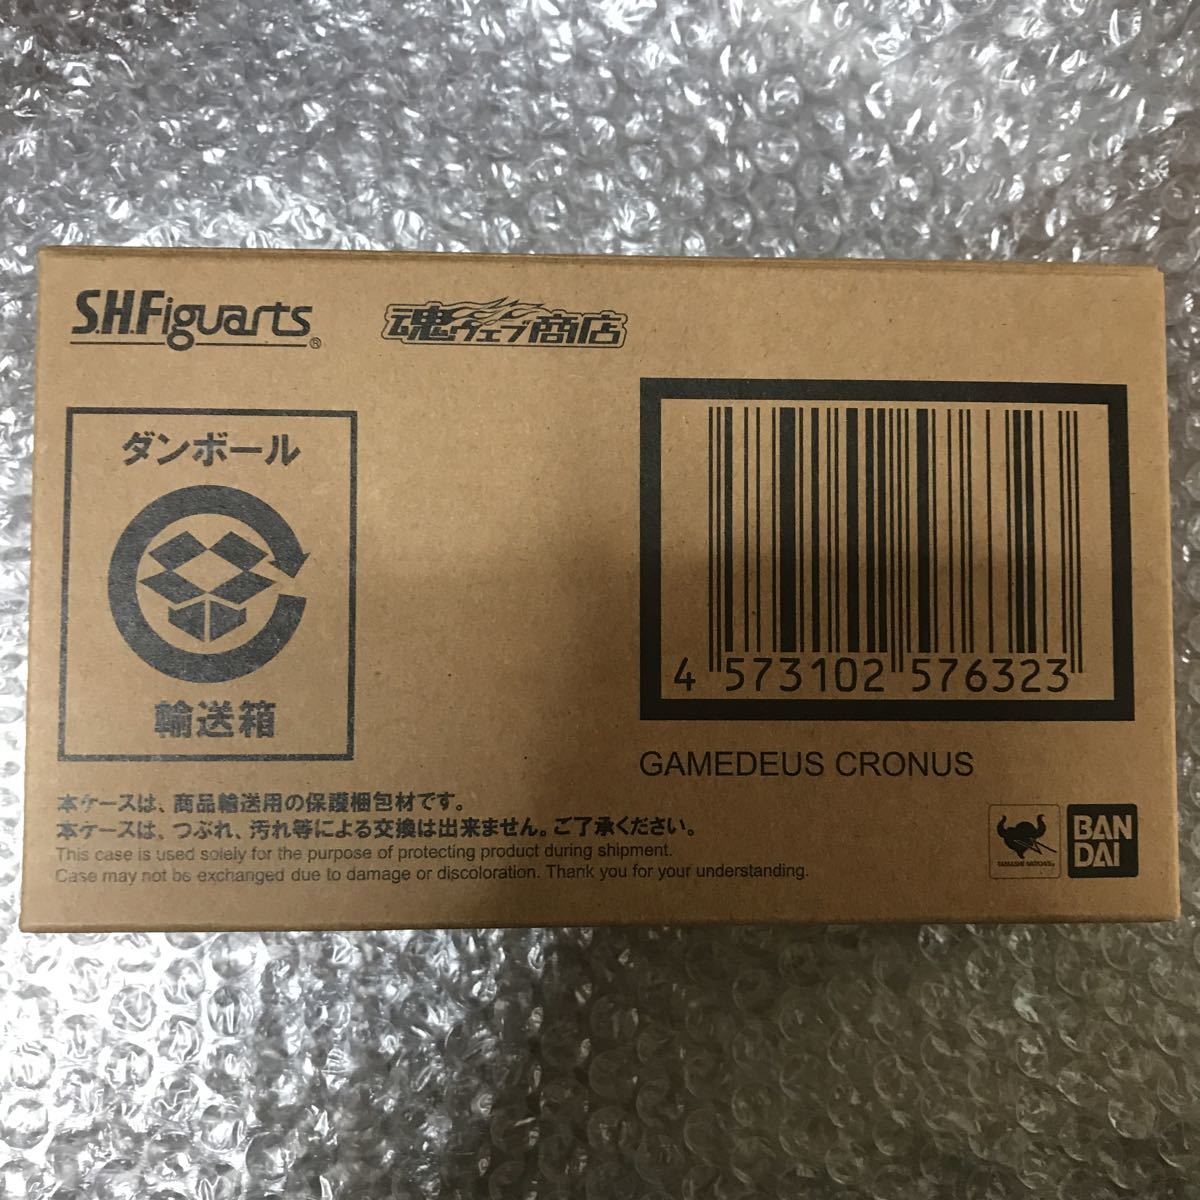 S.H.Figuarts®
魂ウェブ商店
ダンボール
輸送箱
4 573102 576323
GAMEDEUS CRONUS
本ケースは、商品輸送用の保護梱包材です。
本ケースは、つぶれ、汚れ等による交換は出来ません。ご了承ください。
This case is used solely for the purpose of protecting product during shipment.
Case may not be exchanged due to damage or discoloration. Thank you for your understanding.
TAMASHII NATIONS
BAN
DAI